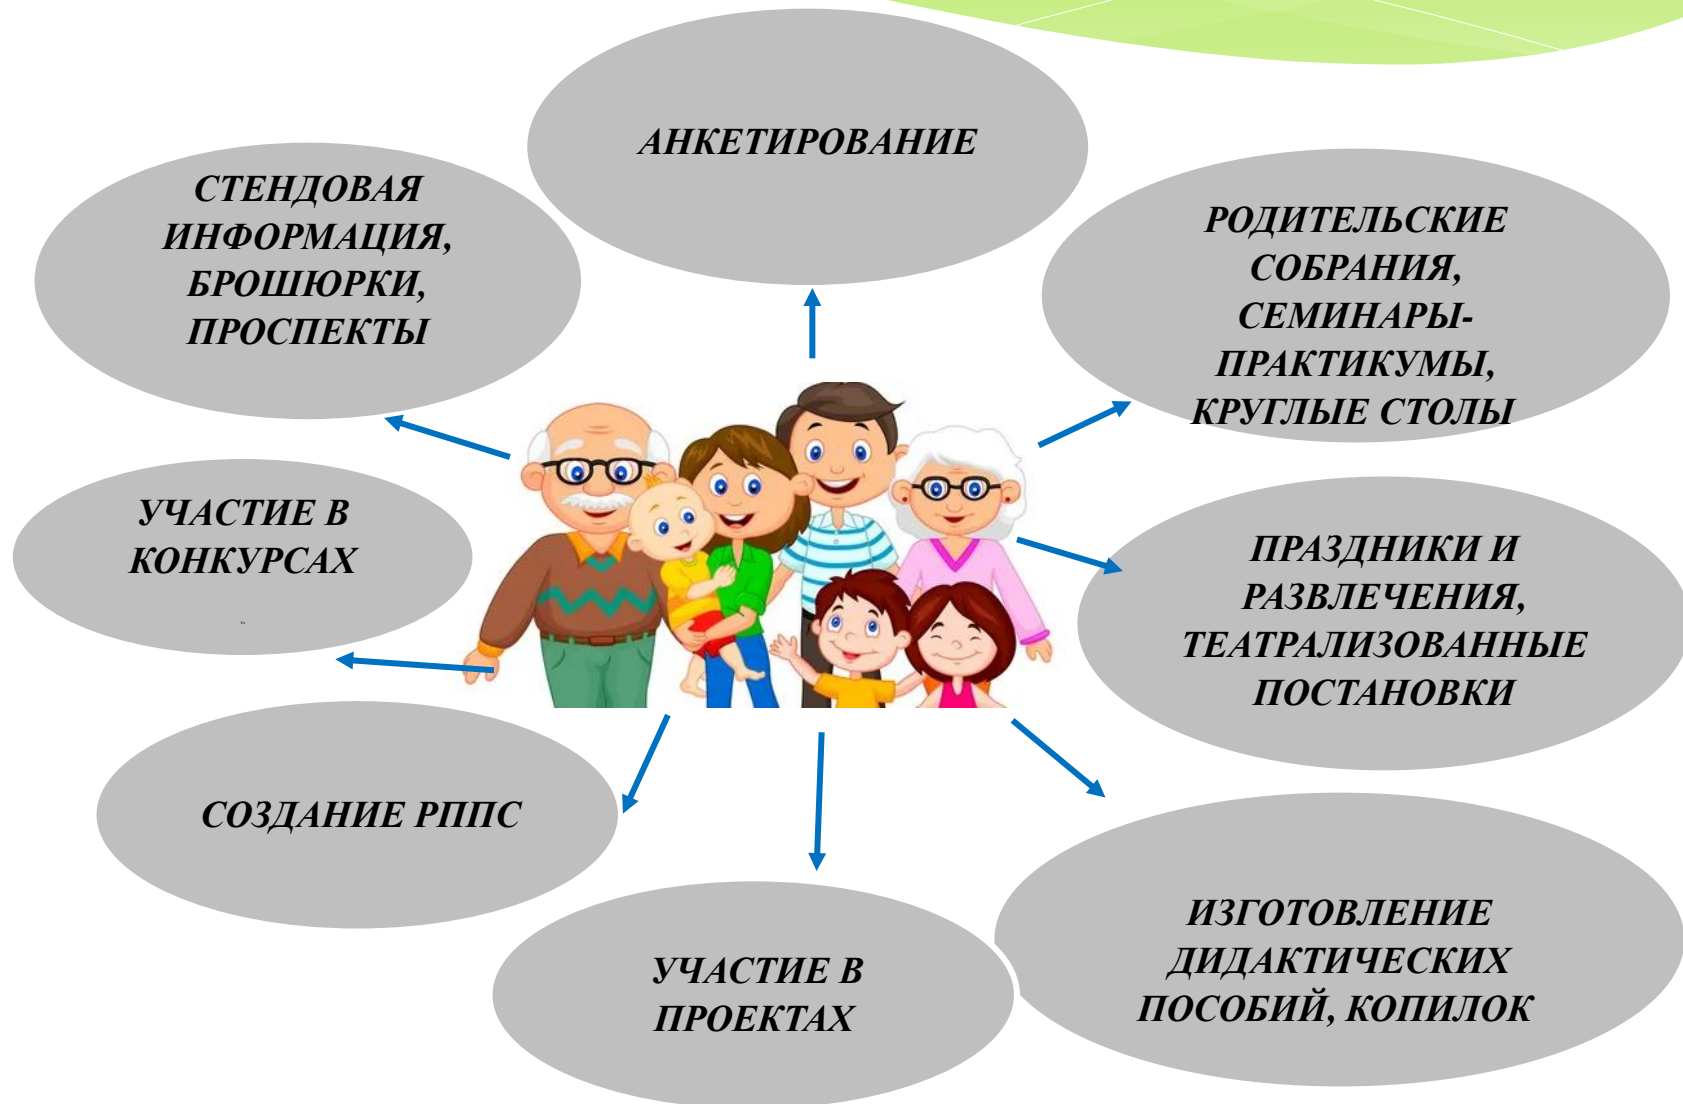 АНКЕТИРОВАНИЕ
СТЕНДОВАЯ
ИНФОРМАЦИЯ,
БРОШЮРКИ,
ПРОСПЕКТЫ
РОДИТЕЛЬСКИЕ
СОБРАНИЯ,
СЕМИНАРЫ-
ПРАКТИКУМЫ,
КРУГЛЫЕ СТОЛЫ
УЧАСТИЕ В
КОНКУРСАХ
ПРАЗДНИКИ И
РАЗВЛЕЧЕНИЯ,
ТЕАТРАЛИЗОВАННЫЕ
ПОСТАНОВКИ
СОЗДАНИЕ РППС
УЧАСТИЕ В
ПРОЕКТАХ
ИЗГОТОВЛЕНИЕ
ДИДАКТИЧЕСКИХ
ПОСОБИЙ, КОПИЛОК